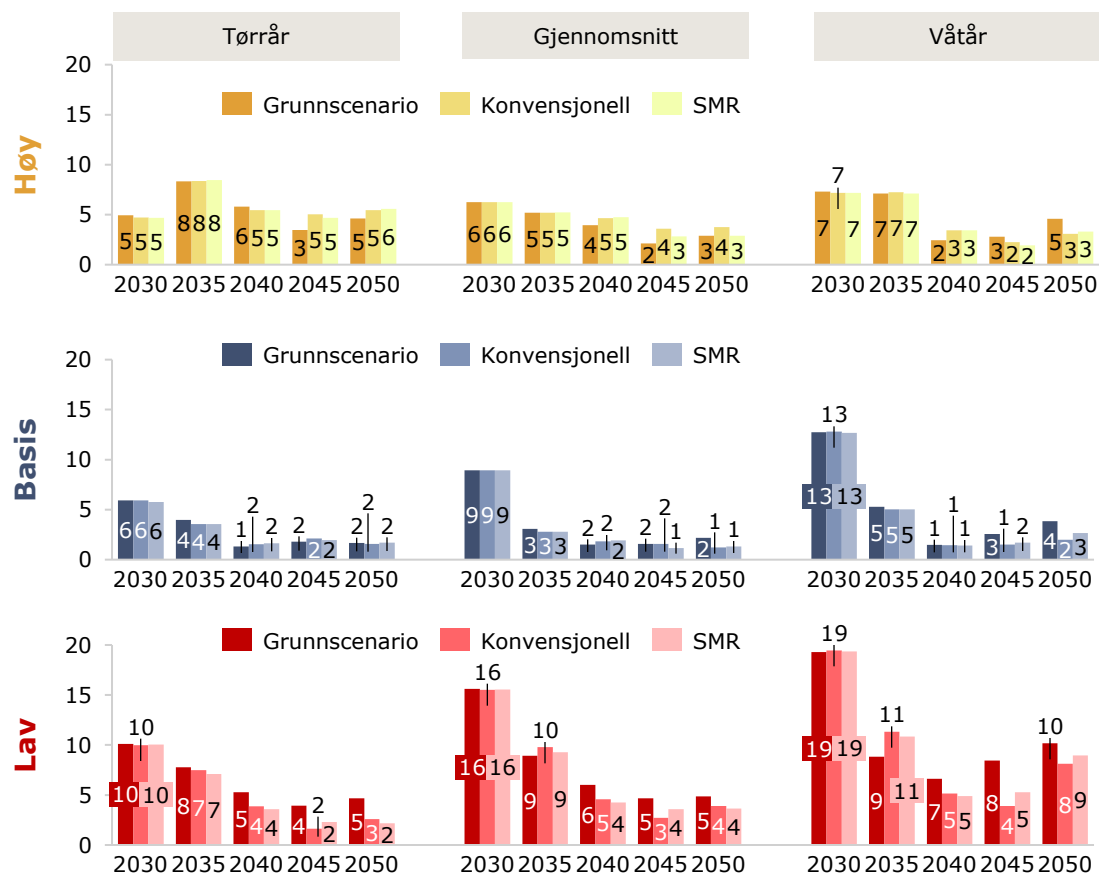 Tørrår Gjennomsnitt Våtår
Høy
Grunnscenario Konvensjonell SMR
20
15
10
5
0
5 5 5 8 8 8 6 5 5 3 5 5 5 5 6
6 6 6 5 5 5 4 5 5 2 4 3 3 4 3
7 7 7 7 7 7 2 3 3 3 2 2 5 3 3
2030 2035 2040 2045 2050 2030 2035 2040 2045 2050 2030 2035 2040 2045 2050
Basis
Grunnscenario Konvensjonell SMR
20
15
10
5
0
6 6 6 4 4 4 1 2 2 2 2 2 2 2 2
9 9 9 3 3 3 2 2 2 2 2 1 2 1 1
13 13 13 5 5 5 1 1 1 3 1 2 4 2 3
2030 2035 2040 2045 2050 2030 2035 2040 2045 2050 2030 2035 2040 2045 2050
Lav
Grunnscenario Konvensjonell SMR
20
15
10
5
0
10 10 10 8 7 7 5 4 4 4 2 2 5 3 2
16 16 16 9 10 9 6 5 4 5 3 4 5 4 4
19 19 19 9 11 11 7 5 5 8 4 5 10 8 9
2030 2035 2040 2045 2050 2030 2035 2040 2045 2050 2030 2035 2040 2045 2050